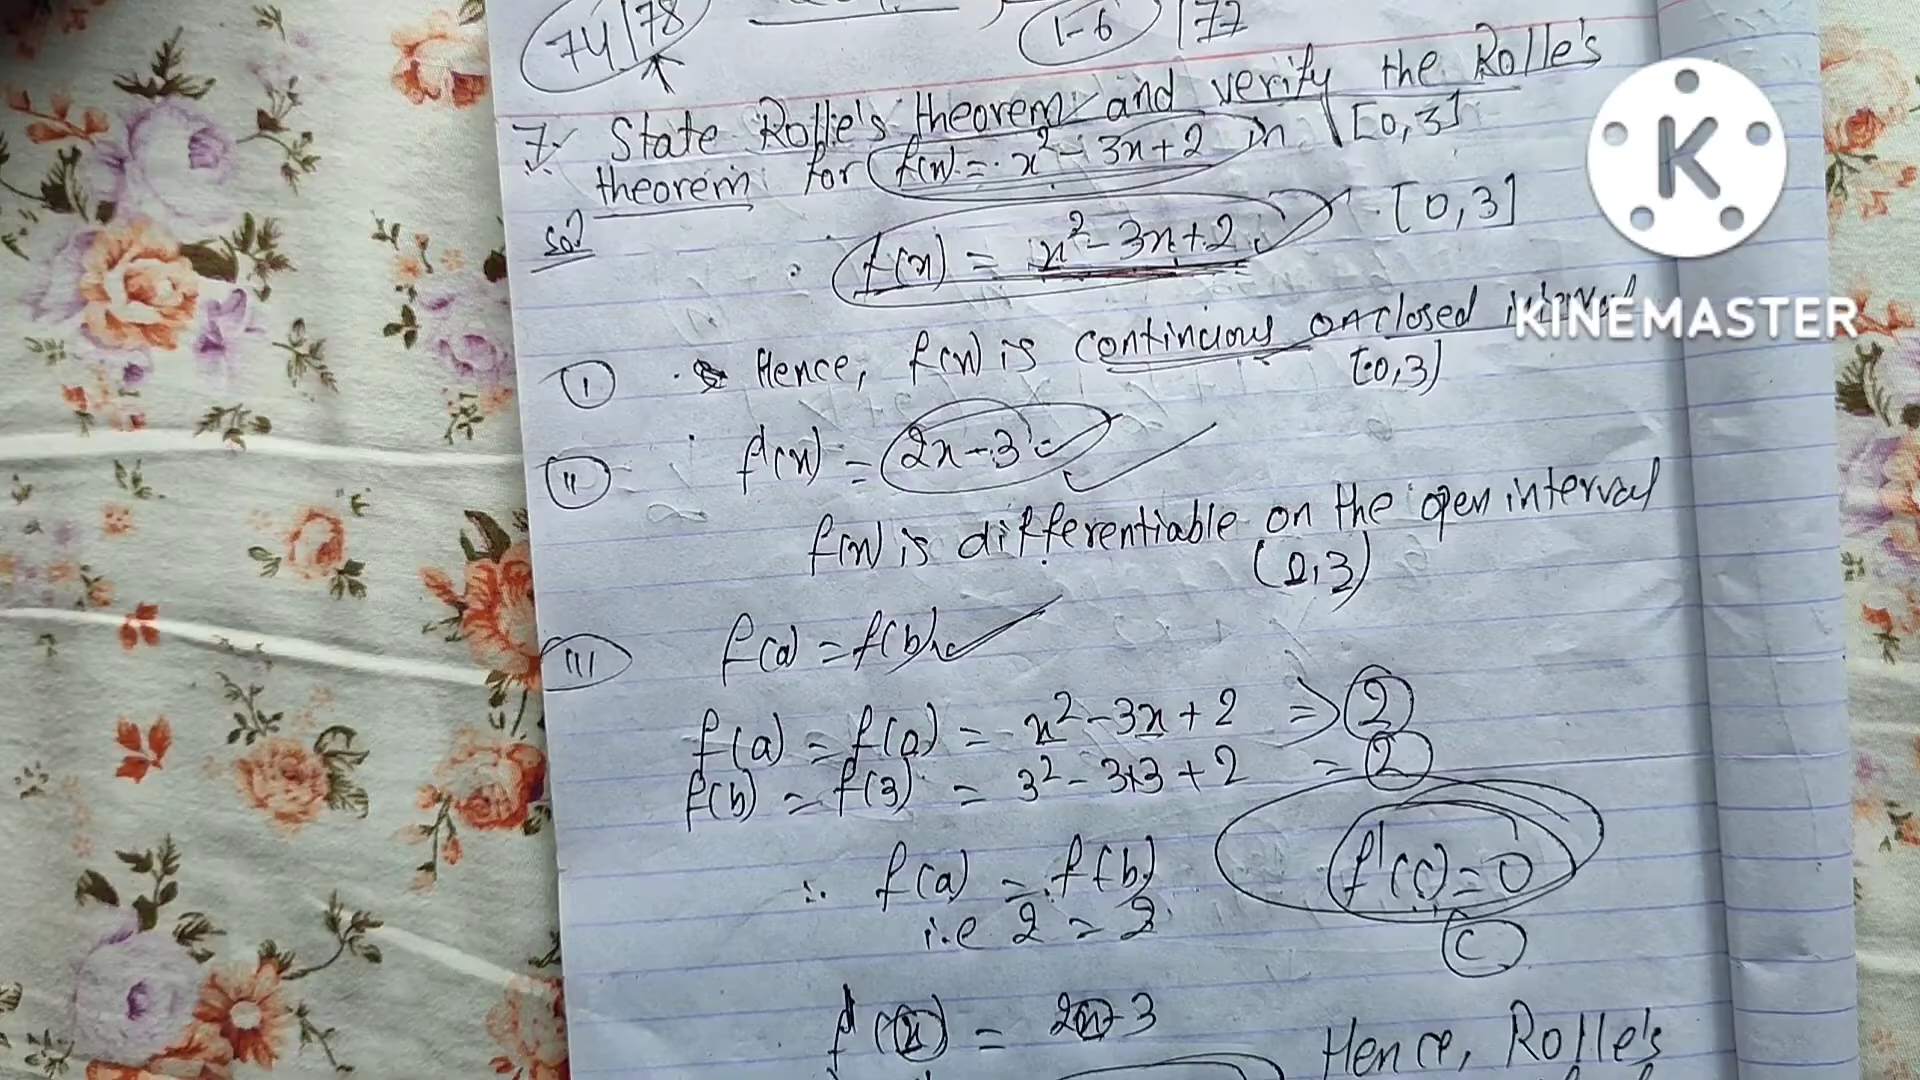 74/78
1-6 /77
7. State Rolle's theorem and verify the Rolle's
theorem for f(x) = x² - 3x + 2 in [0,3]
Solⁿ
f(x) = x² - 3x + 2 [0,3]
(i) Hence, f(x) is continuous on closed interval
[0,3]
(ii) f'(x) = 2x - 3
f(x) is differentiable on the open interval
(0,3)
(iii) f(a) = f(b)
f(a) = f(0) = x² - 3x + 2 ⇒ 2
f(b) = f(3) = 3² - 3×3 + 2 = 2
∴ f(a) = f(b) f'(c) = 0
i.e 2 = 2 c
f'(x) = 2x - 3
Hence, Rolle's
K
KINEMASTER